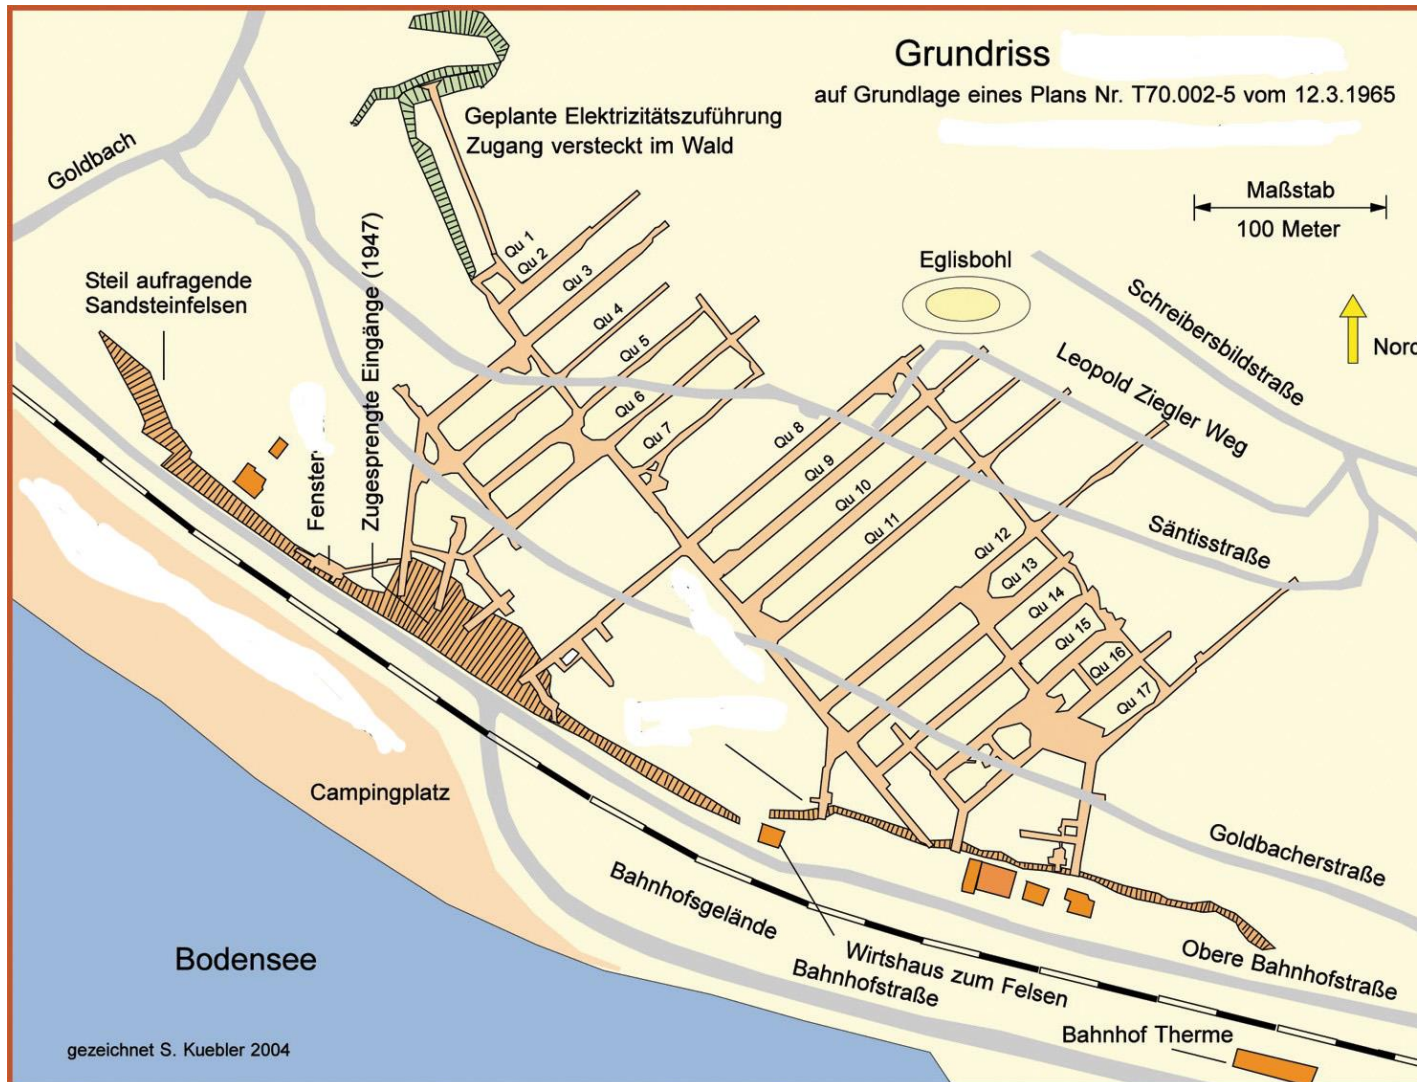 Grundriss
auf Grundlage eines Plans Nr. T70.002-5 vom 12.3.1965
Geplante Elektrizitätszuführung
Zugang versteckt im Wald
Goldbach
Maßstab
100 Meter
Nord
Eglisbohl
Schreibersbildstraße
Leopold Ziegler Weg
Säntisstraße
Steil aufragende
Sandsteinfelsen
Fenster
Zugesprengte Eingänge (1947)
Qu 1
Qu 2
Qu 3
Qu 4
Qu 5
Qu 6
Qu 7
Qu 8
Qu 9
Qu 10
Qu 11
Qu 12
Qu 13
Qu 14
Qu 15
Qu 16
Qu 17
Campingplatz
Goldbacherstraße
Bahnhofsgelände
Wirtshaus zum Felsen
Bahnhofstraße
Obere Bahnhofstraße
Bodensee
Bahnhof Therme
gezeichnet S. Kuebler 2004